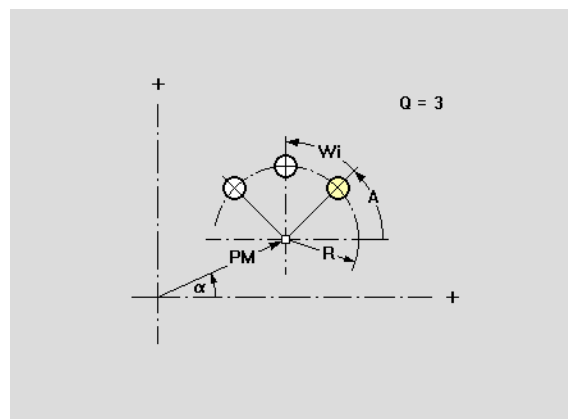 +
Q = 3
Wi
A
PM
R
α
+